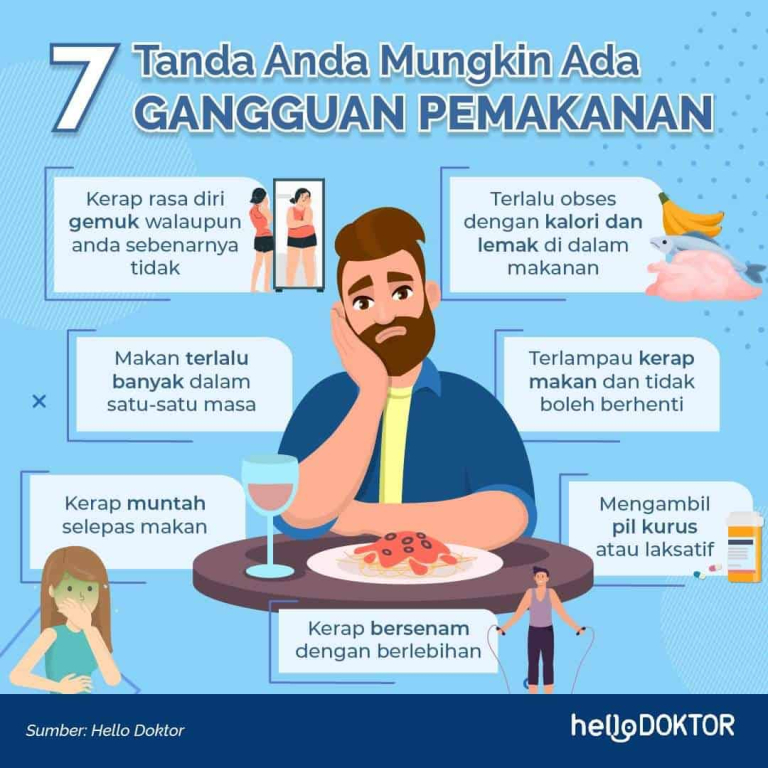 7 Tanda Anda Mungkin Ada
GANGGUAN PEMAKANAN
Kerap rasa diri
gemuk walaupun
anda sebenarnya
tidak
Terlalu obses
dengan kalori dan
lemak di dalam
makanan
Makan terlalu
banyak dalam
satu-satu masa
Terlampau kerap
makan dan tidak
boleh berhenti
Kerap muntah
selepas makan
Mengambil
pil kurus
atau laksatif
Kerap bersenam
dengan berlebihan
Sumber: Hello Doktor
helloDOKTOR